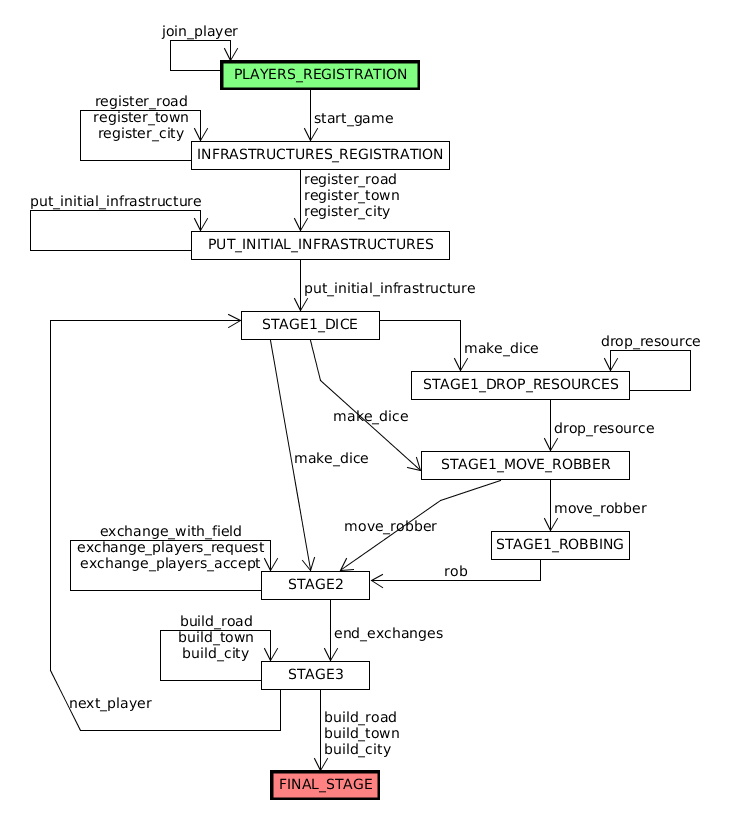 join_player
PLAYERS_REGISTRATION
register_road
register_town
register_city
start_game
INFRASTRUCTURES_REGISTRATION
register_road
register_town
register_city
put_initial_infrastructure
PUT_INITIAL_INFRASTRUCTURES
put_initial_infrastructure
STAGE1_DICE
make_dice
drop_resource
STAGE1_DROP_RESOURCES
make_dice
drop_resource
make_dice
STAGE1_MOVE_ROBBER
move_robber
move_robber
exchange_with_field
exchange_players_request
exchange_players_accept
STAGE1_ROBBING
rob
STAGE2
build_road
build_town
build_city
end_exchanges
STAGE3
next_player
build_road
build_town
build_city
FINAL_STAGE